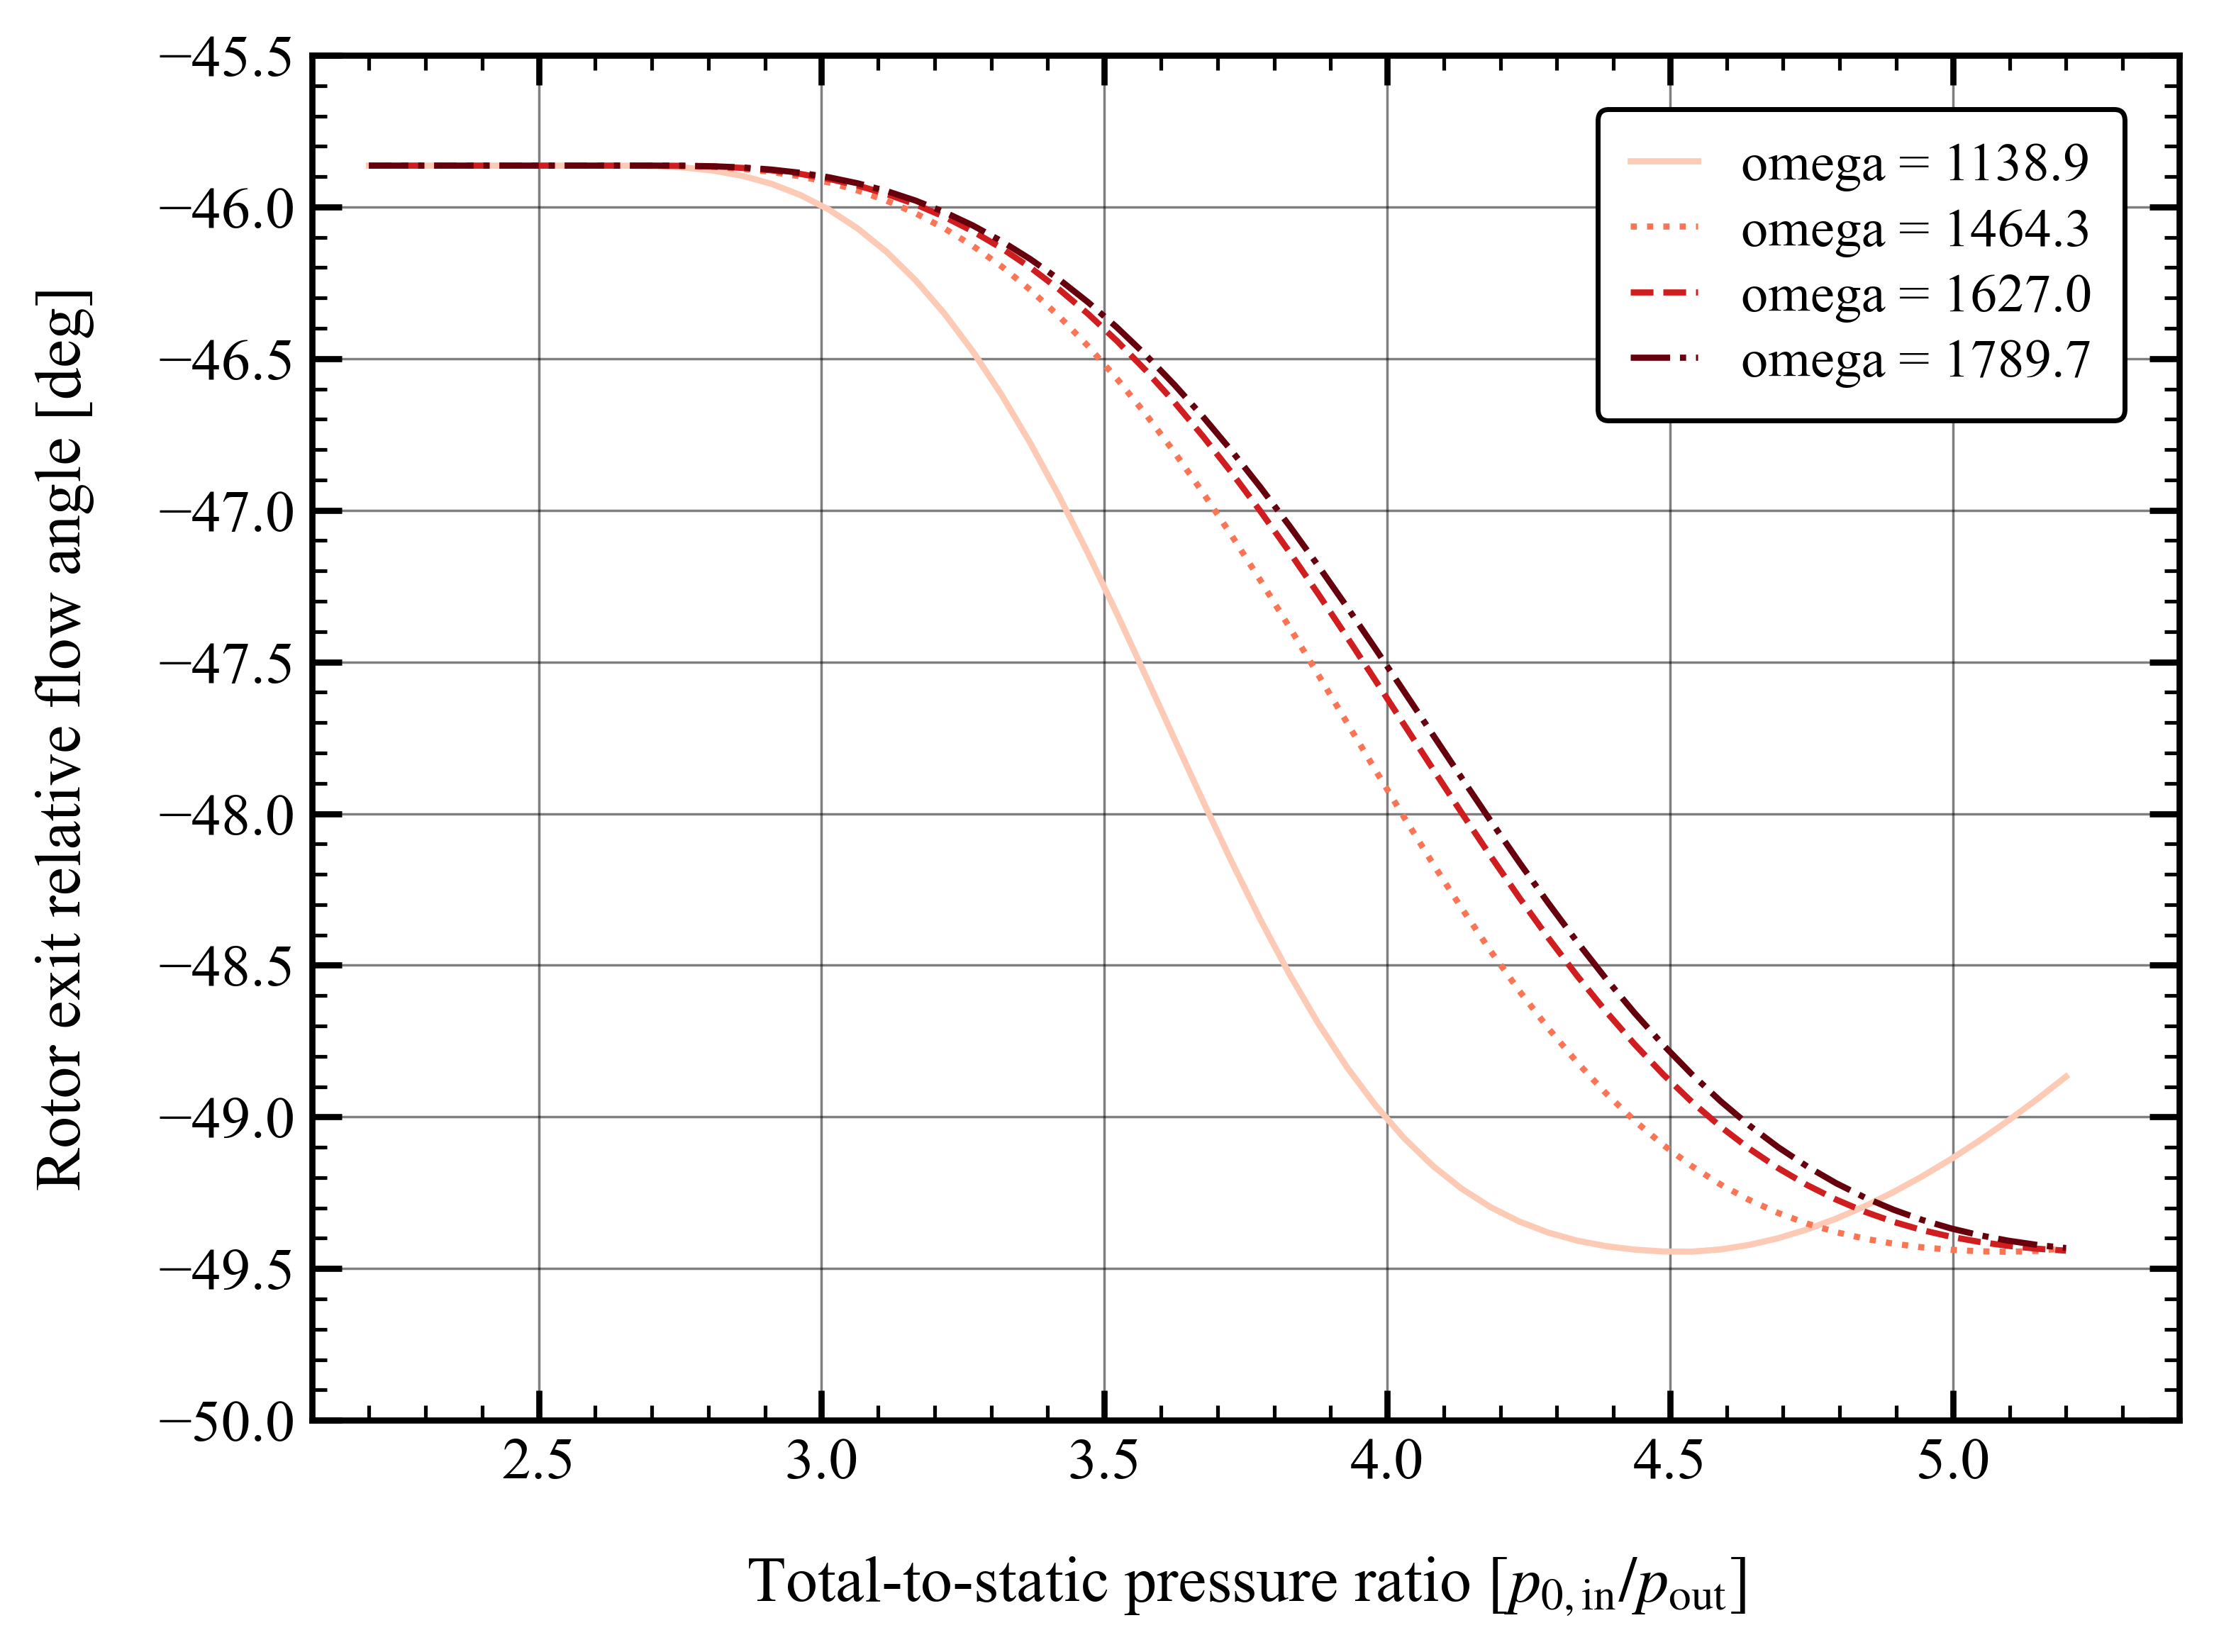 −45.5
−46.0
−46.5
−47.0
−47.5
−48.0
−48.5
−49.0
−49.5
−50.0
2.5 3.0 3.5 4.0 4.5 5.0
Rotor exit relative flow angle [deg]
Total-to-static pressure ratio [p0, in/pout]
omega = 1138.9
omega = 1464.3
omega = 1627.0
omega = 1789.7